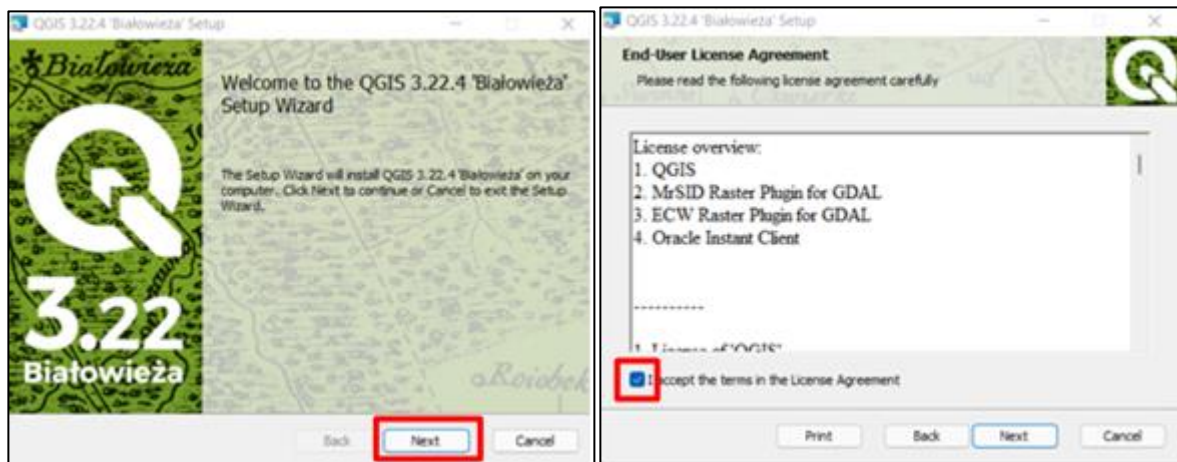 QGIS 3.22.4 'Białowieża' Setup
Białowieża
3.22
Białowieża
Welcome to the QGIS 3.22.4 'Białowieża'
Setup Wizard
The Setup Wizard will install QGIS 3.22.4 'Białowieża' on your
computer. Click Next to continue or Cancel to exit the Setup
Wizard.
Back Next Cancel
QGIS 3.22.4 'Białowieża' Setup
End-User License Agreement
Please read the following license agreement carefully
License overview:
1. QGIS
2. MrSID Raster Plugin for GDAL
3. ECW Raster Plugin for GDAL
4. Oracle Instant Client
----------
1. License of 'QGIS'
I accept the terms in the License Agreement
Print Back Next Cancel